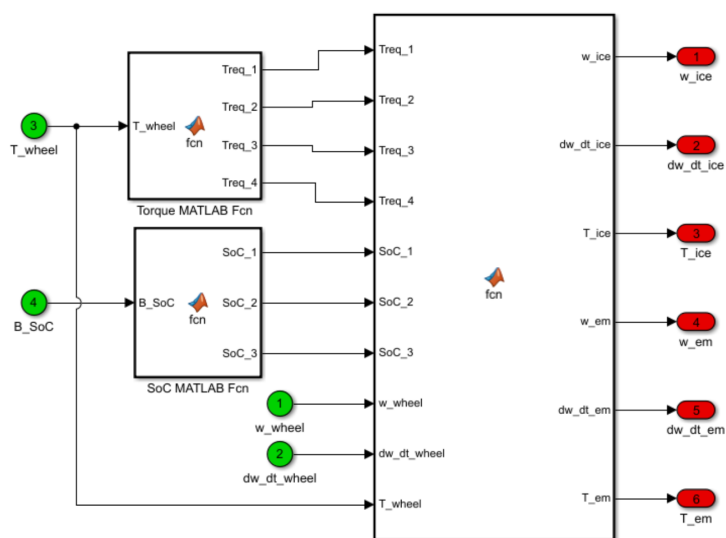 Treq_1
Treq_1
w_ice
1
w_ice
Treq_2
Treq_2
3
T_wheel
T_wheel
fcn
Treq_3
Treq_3
dw_dt_ice
2
dw_dt_ice
Treq_4
Treq_4
Torque MATLAB Fcn
T_ice
3
T_ice
SoC_1
SoC_1
fcn
4
B_SoC
B_SoC
fcn
SoC_2
SoC_2
w_em
4
w_em
SoC_3
SoC_3
SoC MATLAB Fcn
1
w_wheel
w_wheel
dw_dt_em
5
dw_dt_em
2
dw_dt_wheel
dw_dt_wheel
T_wheel
T_em
6
T_em